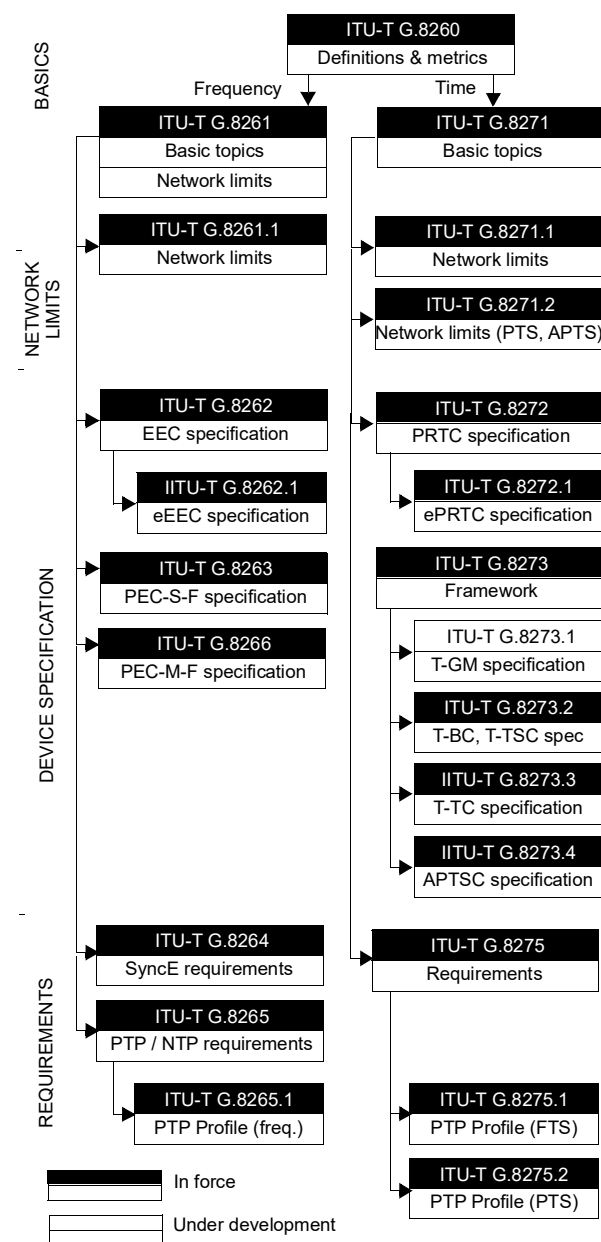 BASICS
ITU-T G.8260
Definitions & metrics
Frequency
Time
ITU-T G.8261
Basic topics
Network limits
ITU-T G.8271
Basic topics
NETWORK
LIMITS
ITU-T G.8261.1
Network limits
ITU-T G.8271.1
Network limits
ITU-T G.8271.2
Network limits (PTS, APTS)
DEVICE SPECIFICATION
ITU-T G.8262
EEC specification
IITU-T G.8262.1
eEEC specification
ITU-T G.8263
PEC-S-F specification
ITU-T G.8266
PEC-M-F specification
ITU-T G.8272
PRTC specification
ITU-T G.8272.1
ePRTC specification
ITU-T G.8273
Framework
ITU-T G.8273.1
T-GM specification
ITU-T G.8273.2
T-BC, T-TSC spec
IITU-T G.8273.3
T-TC specification
IITU-T G.8273.4
APTSC specification
REQUIREMENTS
ITU-T G.8264
SyncE requirements
ITU-T G.8265
PTP / NTP requirements
ITU-T G.8265.1
PTP Profile (freq.)
ITU-T G.8275
Requirements
ITU-T G.8275.1
PTP Profile (FTS)
ITU-T G.8275.2
PTP Profile (PTS)
In force
Under development